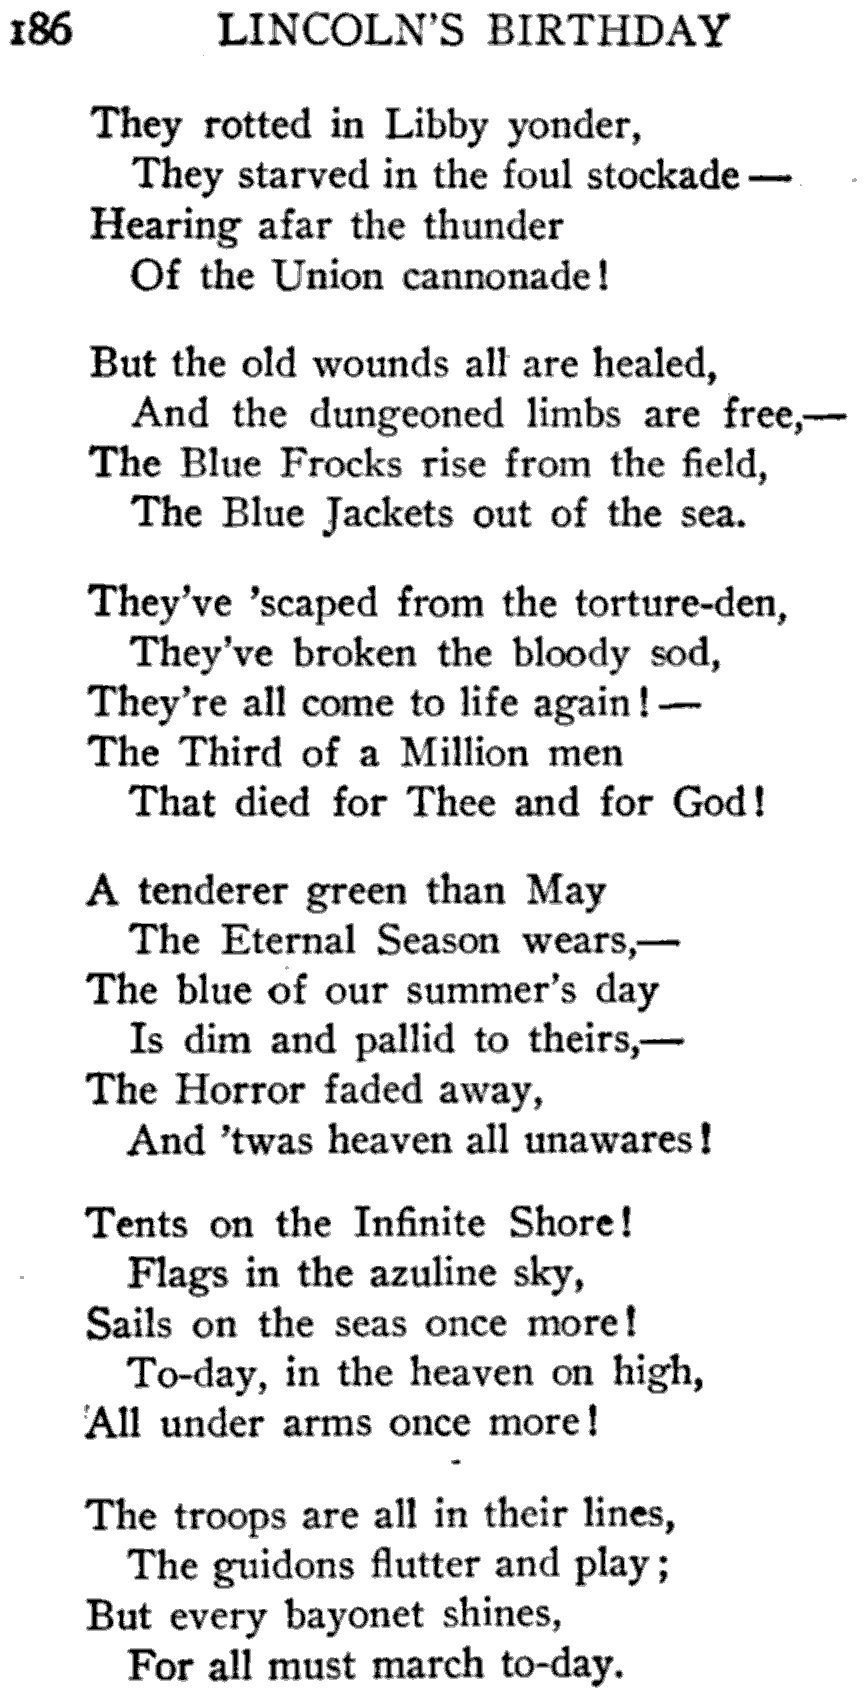 186 LINCOLN'S BIRTHDAY
They rotted in Libby yonder,
They starved in the foul stockade—
Hearing afar the thunder
Of the Union cannonade!
But the old wounds all are healed,
And the dungeoned limbs are free,—
The Blue Frocks rise from the field,
The Blue Jackets out of the sea.
They've 'scaped from the torture-den,
They've broken the bloody sod,
They're all come to life again!—
The Third of a Million men
That died for Thee and for God!
A tenderer green than May
The Eternal Season wears,—
The blue of our summer's day
Is dim and pallid to theirs,—
The Horror faded away,
And 'twas heaven all unawares!
Tents on the Infinite Shore!
Flags in the azuline sky,
Sails on the seas once more!
To-day, in the heaven on high,
All under arms once more!
The troops are all in their lines,
The guidons flutter and play;
But every bayonet shines,
For all must march to-day.